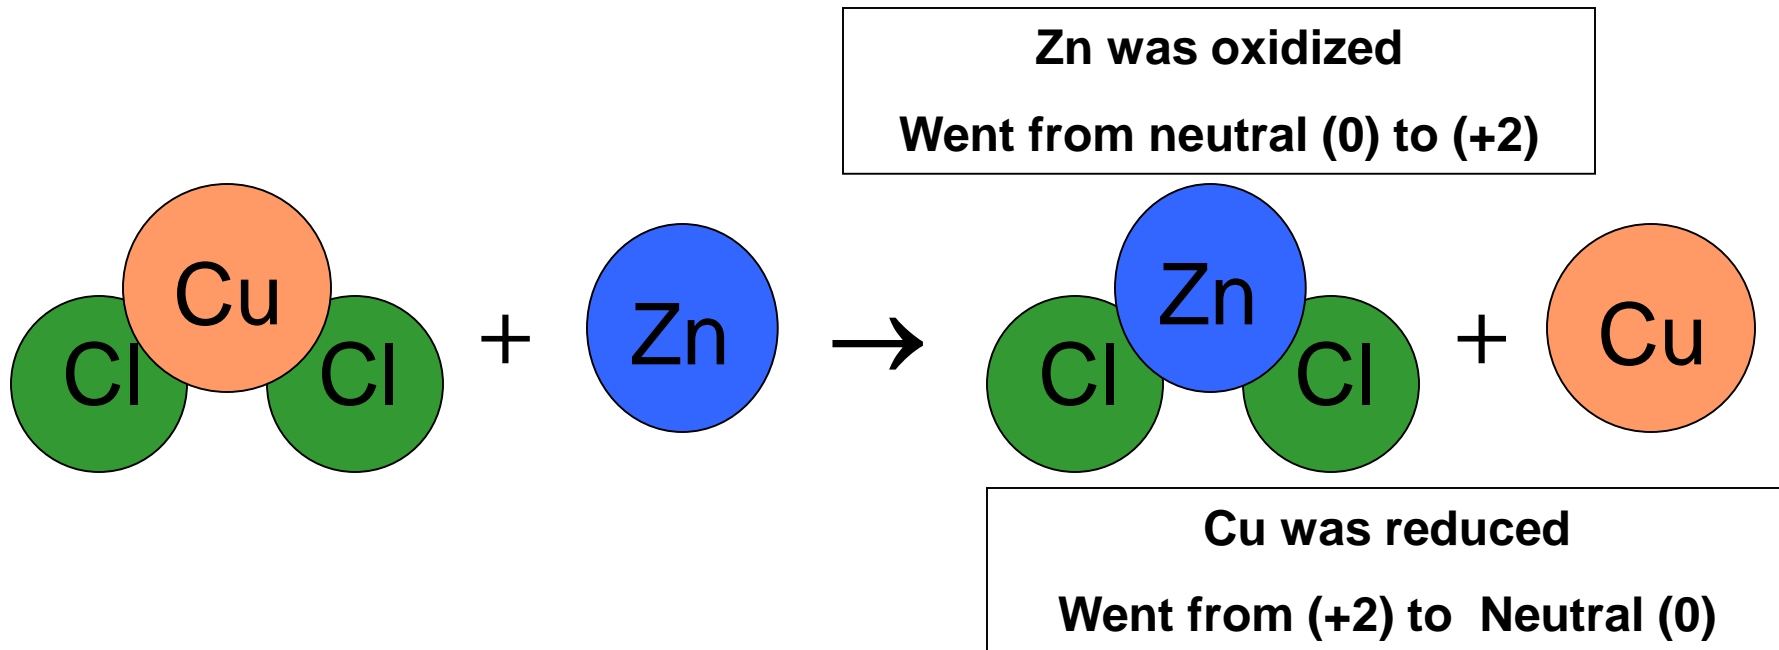 Zn was oxidized
Went from neutral (0) to (+2)
Cl Cu Cl + Zn → Cl Zn Cl + Cu
Cu was reduced
Went from (+2) to Neutral (0)